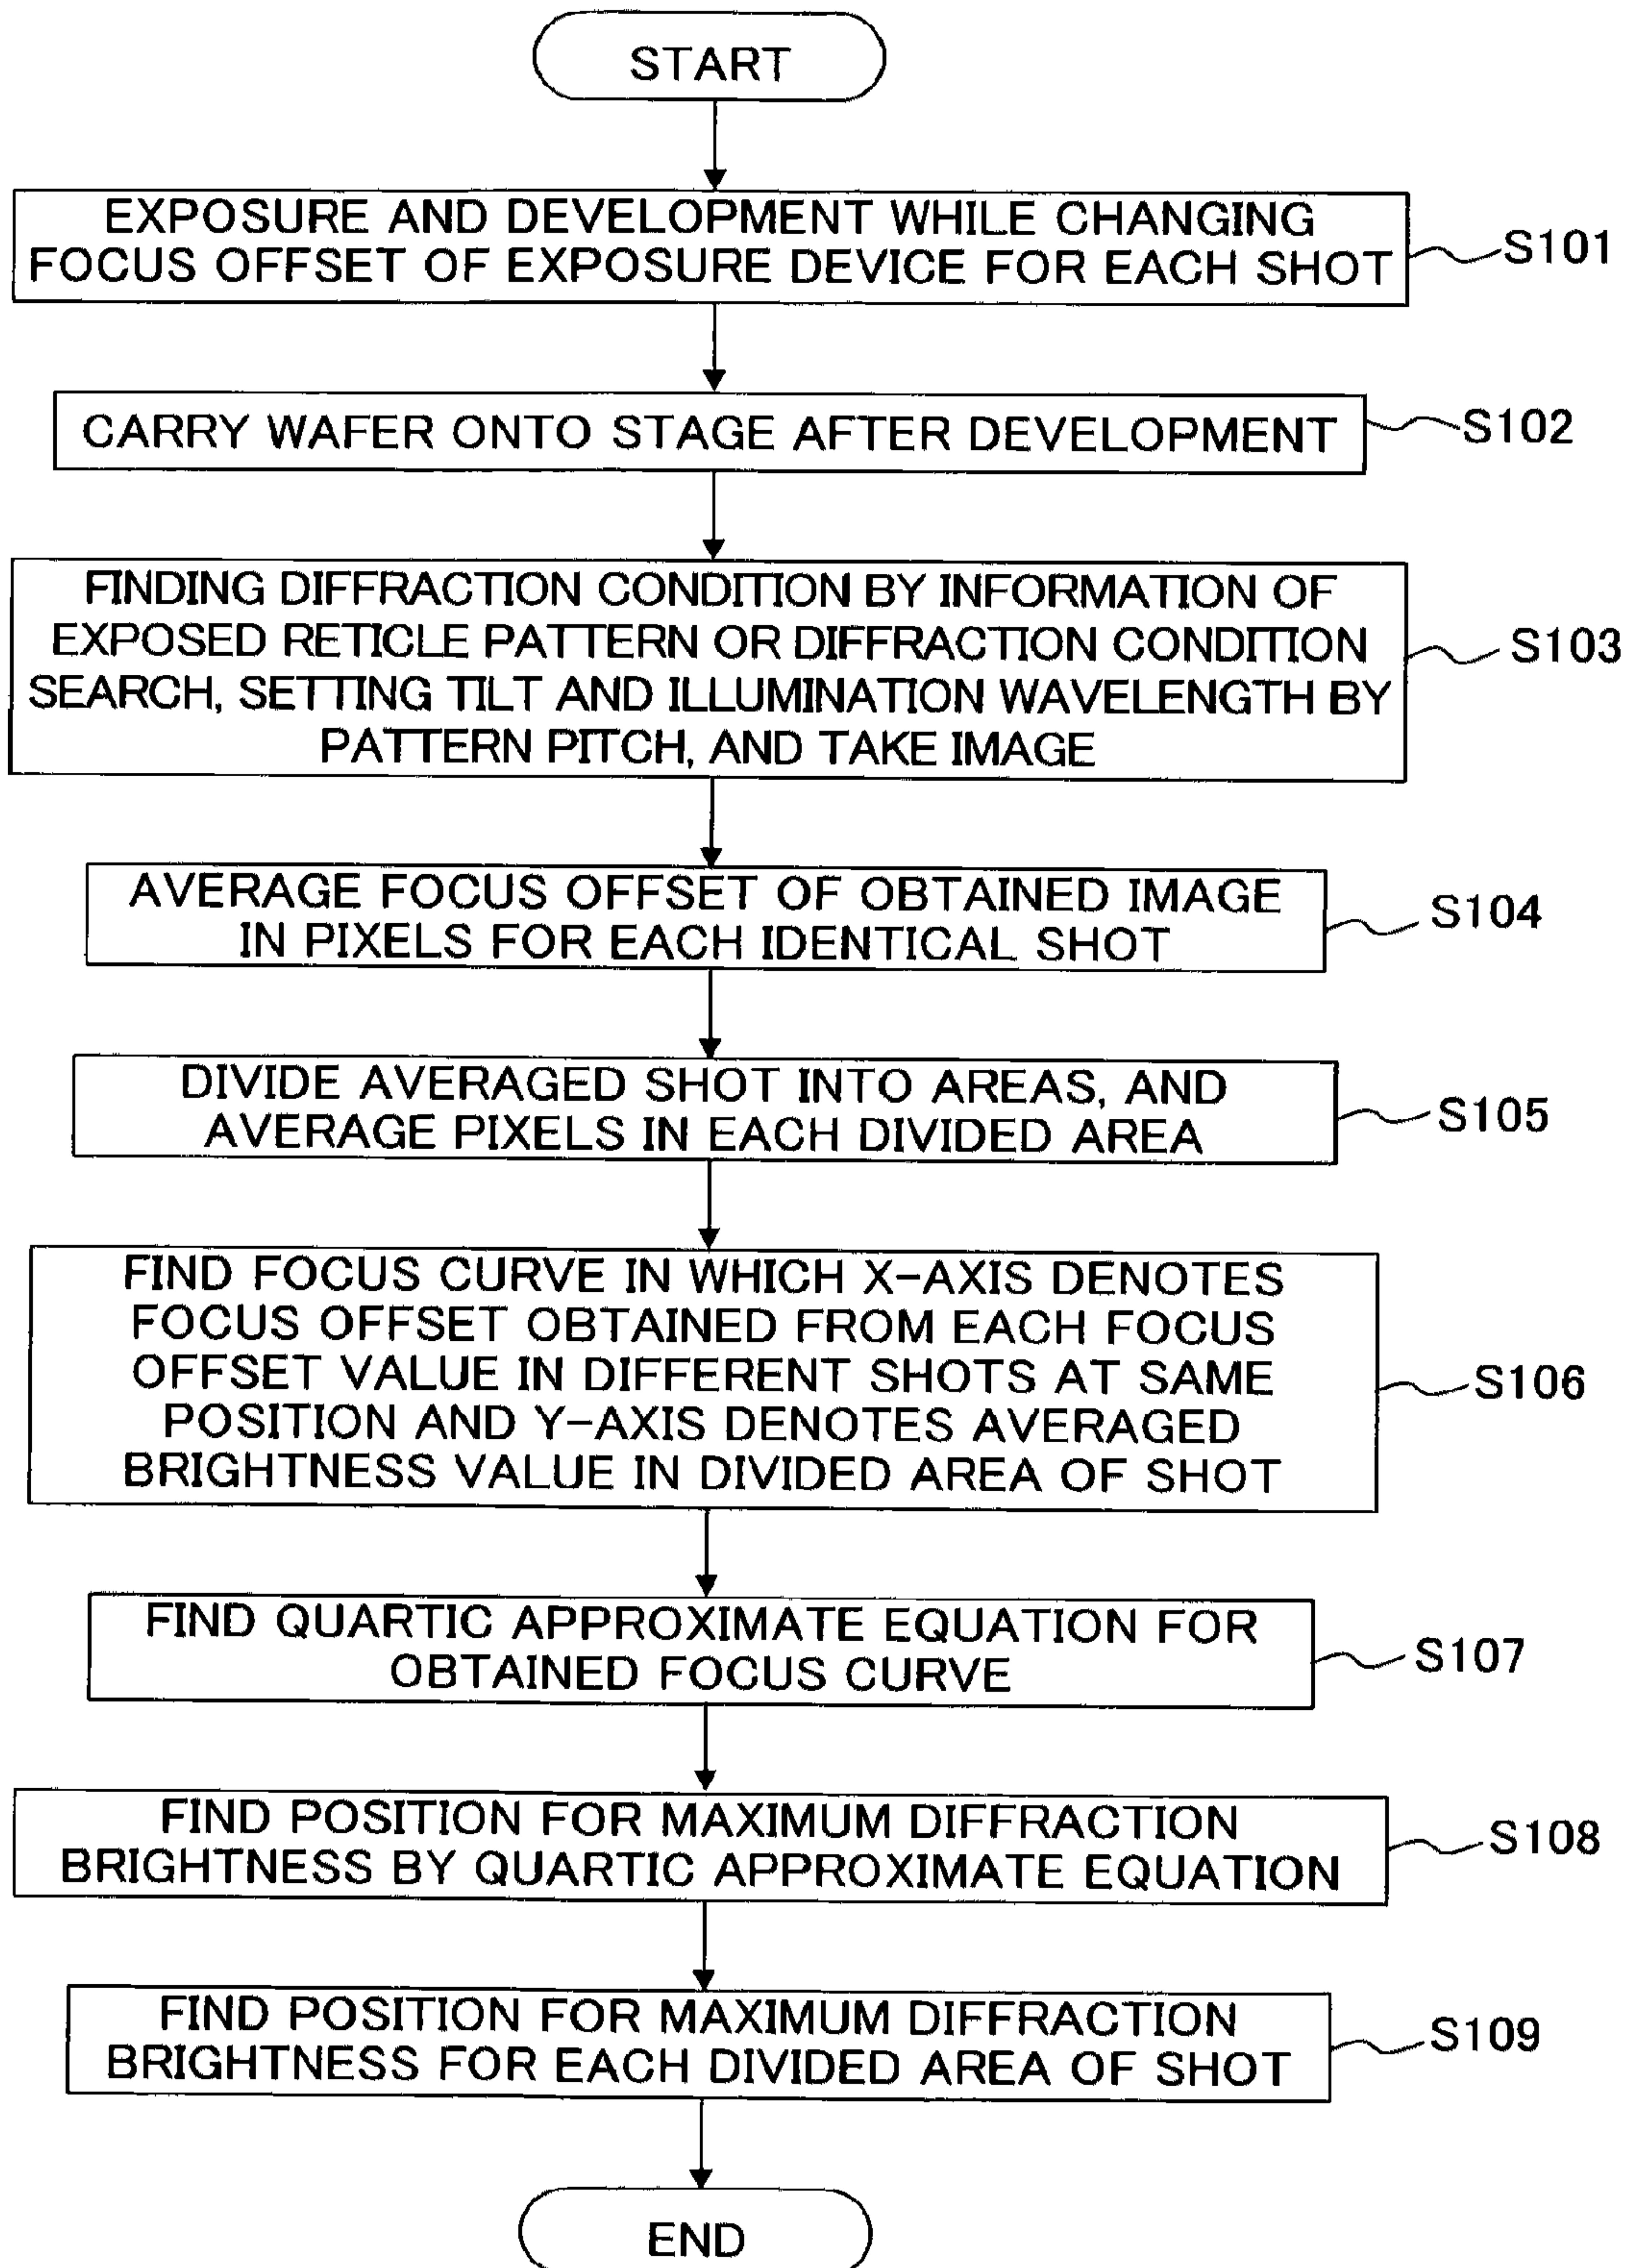 START
EXPOSURE AND DEVELOPMENT WHILE CHANGING
FOCUS OFFSET OF EXPOSURE DEVICE FOR EACH SHOT
S101
CARRY WAFER ONTO STAGE AFTER DEVELOPMENT
S102
FINDING DIFFRACTION CONDITION BY INFORMATION OF
EXPOSED RETICLE PATTERN OR DIFFRACTION CONDITION
SEARCH, SETTING TILT AND ILLUMINATION WAVELENGTH BY
PATTERN PITCH, AND TAKE IMAGE
S103
AVERAGE FOCUS OFFSET OF OBTAINED IMAGE
IN PIXELS FOR EACH IDENTICAL SHOT
S104
DIVIDE AVERAGED SHOT INTO AREAS, AND
AVERAGE PIXELS IN EACH DIVIDED AREA
S105
FIND FOCUS CURVE IN WHICH X-AXIS DENOTES
FOCUS OFFSET OBTAINED FROM EACH FOCUS
OFFSET VALUE IN DIFFERENT SHOTS AT SAME
POSITION AND Y-AXIS DENOTES AVERAGED
BRIGHTNESS VALUE IN DIVIDED AREA OF SHOT
S106
FIND QUARTIC APPROXIMATE EQUATION FOR
OBTAINED FOCUS CURVE
S107
FIND POSITION FOR MAXIMUM DIFFRACTION
BRIGHTNESS BY QUARTIC APPROXIMATE EQUATION
S108
FIND POSITION FOR MAXIMUM DIFFRACTION
BRIGHTNESS FOR EACH DIVIDED AREA OF SHOT
S109
END